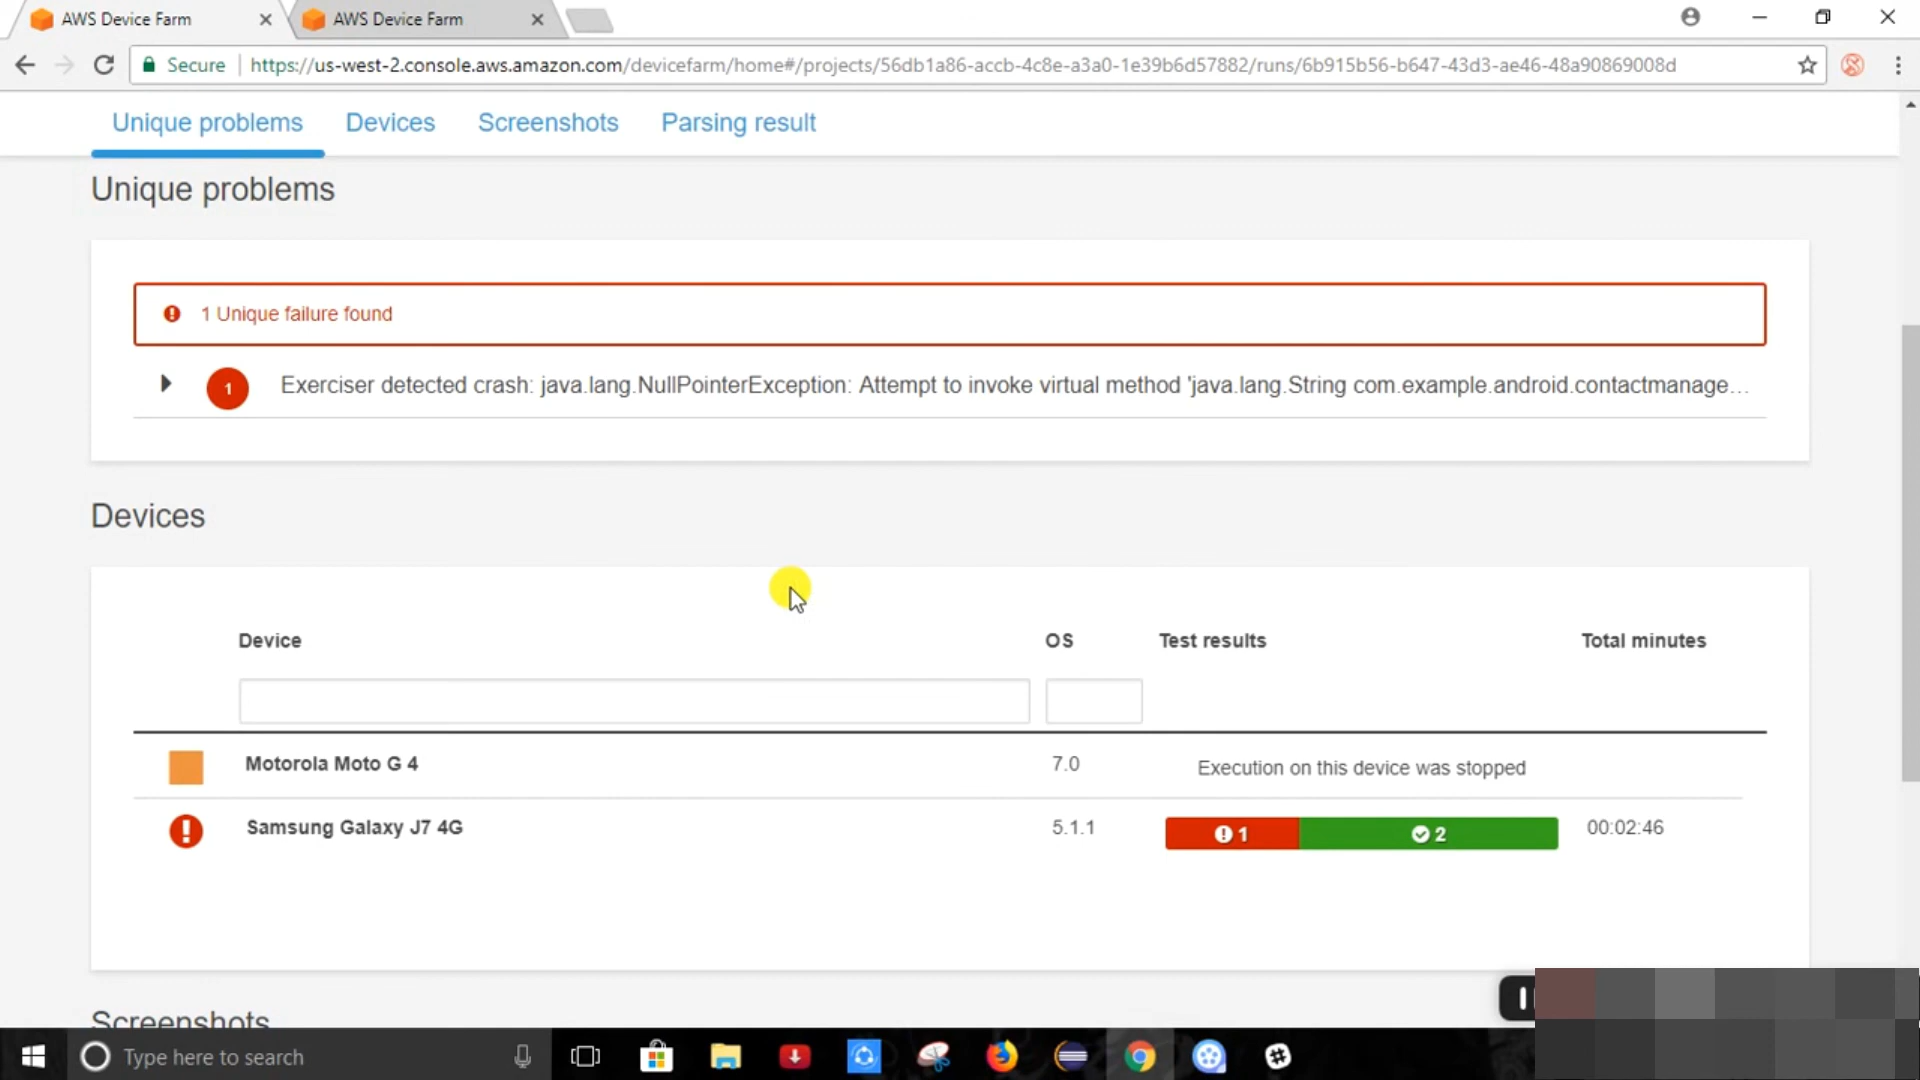 AWS Device Farm
AWS Device Farm
Secure
https://us-west-2.console.aws.amazon.com/devicefarm/home#/projects/56db1a86-accb-4c8e-a3a0-1e39b6d57882/runs/6b915b56-b647-43d3-ae46-48a90869008d
Unique problems Devices Screenshots Parsing result
Unique problems
1 Unique failure found
1 Exerciser detected crash: java.lang.NullPointerException: Attempt to invoke virtual method 'java.lang.String com.example.android.contactmanage...
Devices
Device OS Test results Total minutes
Motorola Moto G 4 7.0 Execution on this device was stopped
Samsung Galaxy J7 4G 5.1.1 1 2 00:02:46
Screenshots
Type here to search